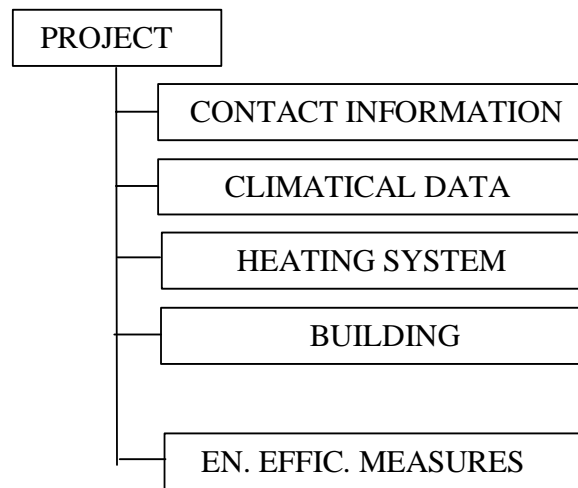 PROJECT
CONTACT INFORMATION
CLIMATICAL DATA
HEATING SYSTEM
BUILDING
EN. EFFIC. MEASURES